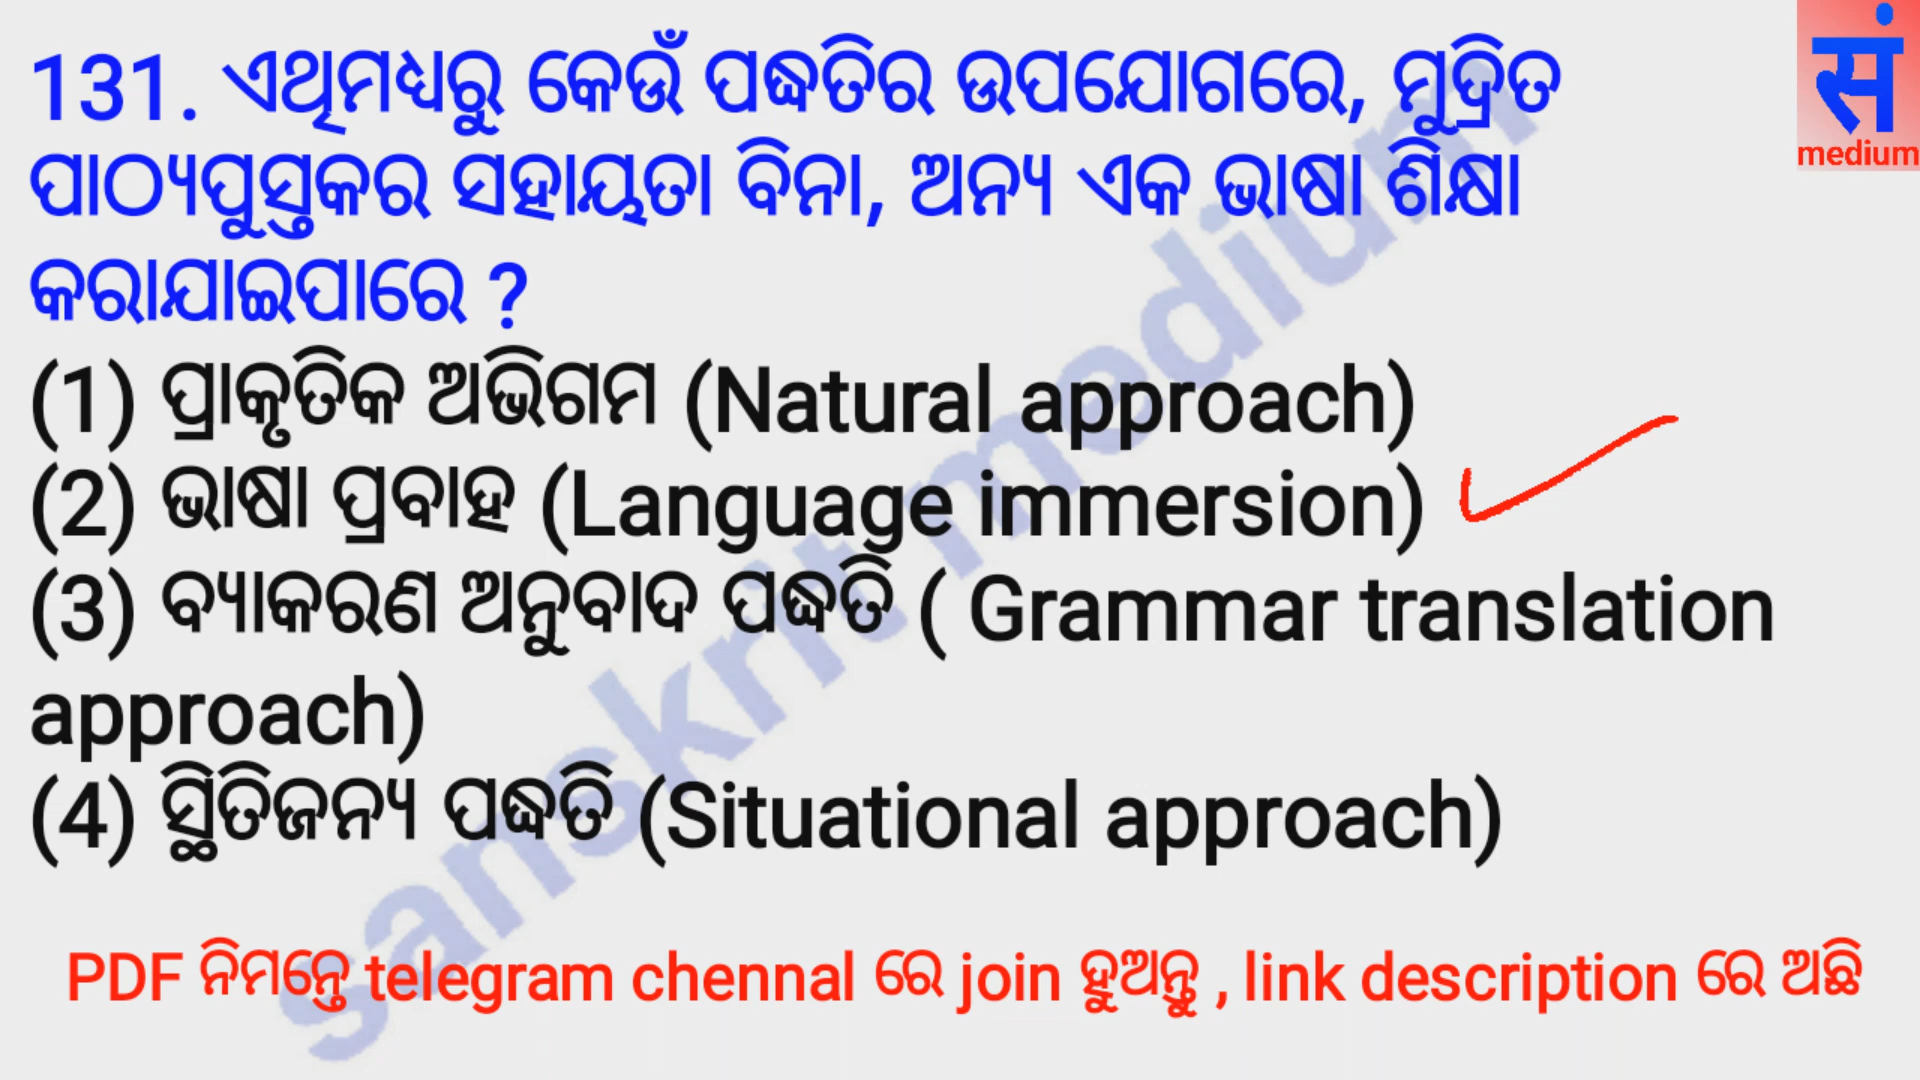 131. ଏଥିମଧ୍ୟରୁ କେଉଁ ପଦ୍ଧତିର ଉପଯୋଗରେ, ମୁଦ୍ରିତ
ପାଠ୍ୟପୁସ୍ତକର ସହାୟତା ବିନା, ଅନ୍ୟ ଏକ ଭାଷା ଶିକ୍ଷା
କରାଯାଇପାରେ ?
(1) ପ୍ରାକୃତିକ ଅଭିଗମ (Natural approach)
(2) ଭାଷା ପ୍ରବାହ (Language immersion)
(3) ବ୍ୟାକରଣ ଅନୁବାଦ ପଦ୍ଧତି ( Grammar translation
approach)
(4) ସ୍ଥିତିଜନ୍ୟ ପଦ୍ଧତି (Situational approach)
PDF ନିମନ୍ତେ telegram chennal ରେ join ହୁଅନ୍ତୁ , link description ରେ ଅଛି
सं
medium
sanskrit medium